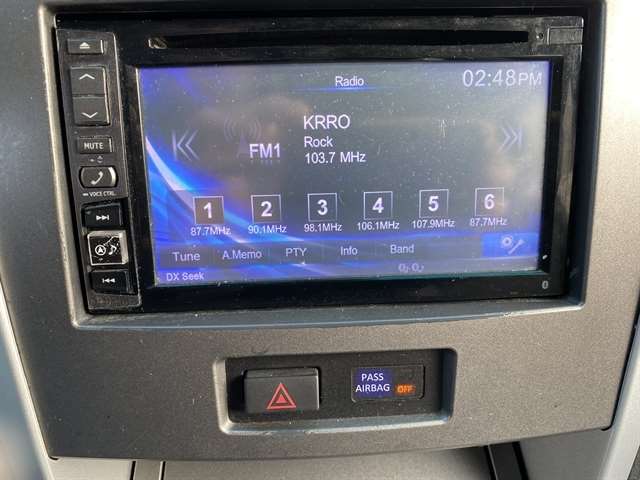 Radio
02:48PM
KRRO
Rock
103.7 MHz
FM1
1 2 3 4 5 6
87.7MHz 90.1MHz 98.1MHz 106.1MHz 107.9MHz 87.7MHz
Tune A.Memo PTY Info Band
DX Seek
MUTE
VOICE CTRL
PASS
AIRBAG OFF